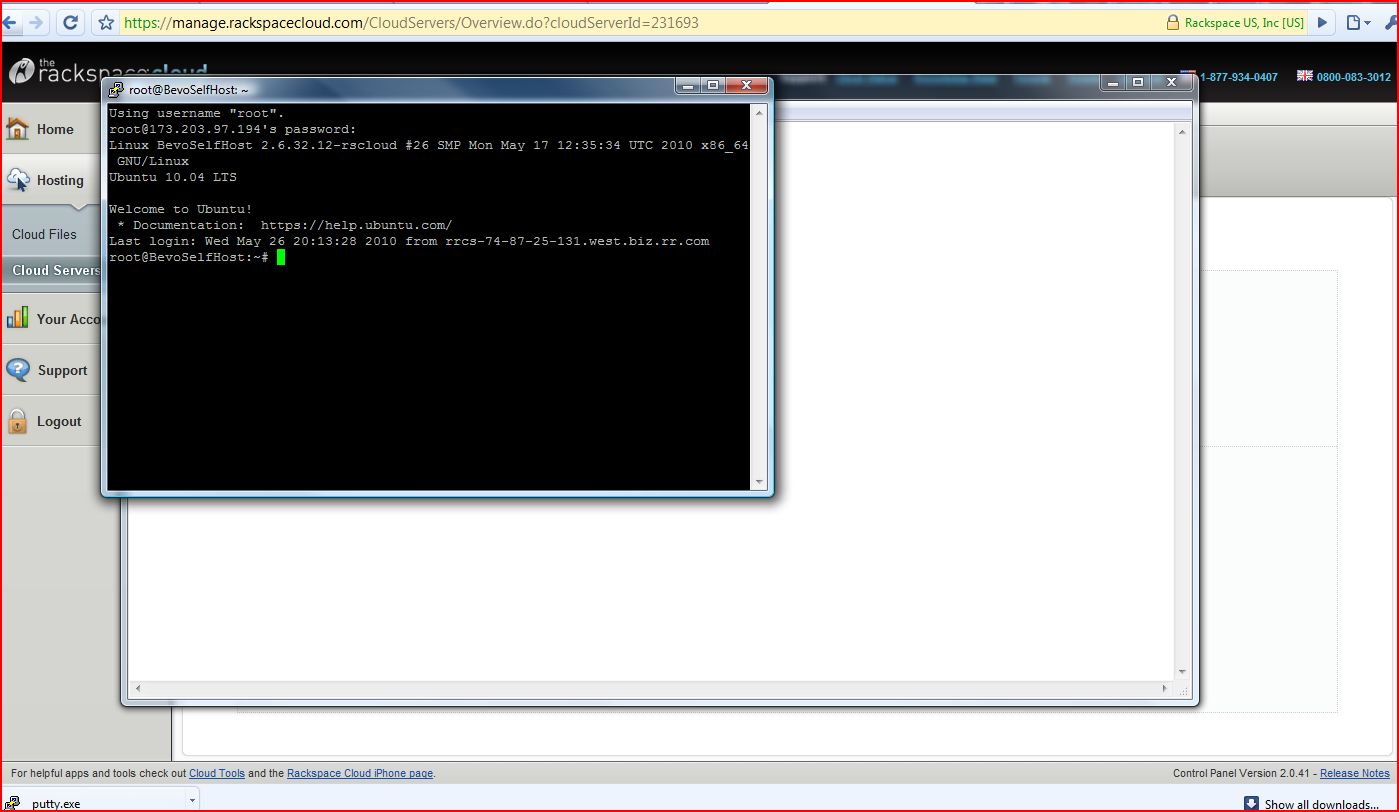 https://manage.rackspacecloud.com/CloudServers/Overview.do?cloudServerId=231693
Rackspace US, Inc [US]
the
rackspacecloud
1-877-934-0407
0800-083-3012
root@BevoSelfHost: ~
Using username "root".
root@173.203.97.194's password:
Linux BevoSelfHost 2.6.32.12-rscloud #26 SMP Mon May 17 12:35:34 UTC 2010 x86_64
GNU/Linux
Ubuntu 10.04 LTS
Welcome to Ubuntu!
* Documentation:  https://help.ubuntu.com/
Last login: Wed May 26 20:13:28 2010 from rrcs-74-87-25-131.west.biz.rr.com
root@BevoSelfHost:~#
Home
Hosting
Cloud Files
Cloud Servers
Your Acco
Support
Logout
For helpful apps and tools check out Cloud Tools and the Rackspace Cloud iPhone page.
Control Panel Version 2.0.41 - Release Notes
putty.exe
Show all downloads...